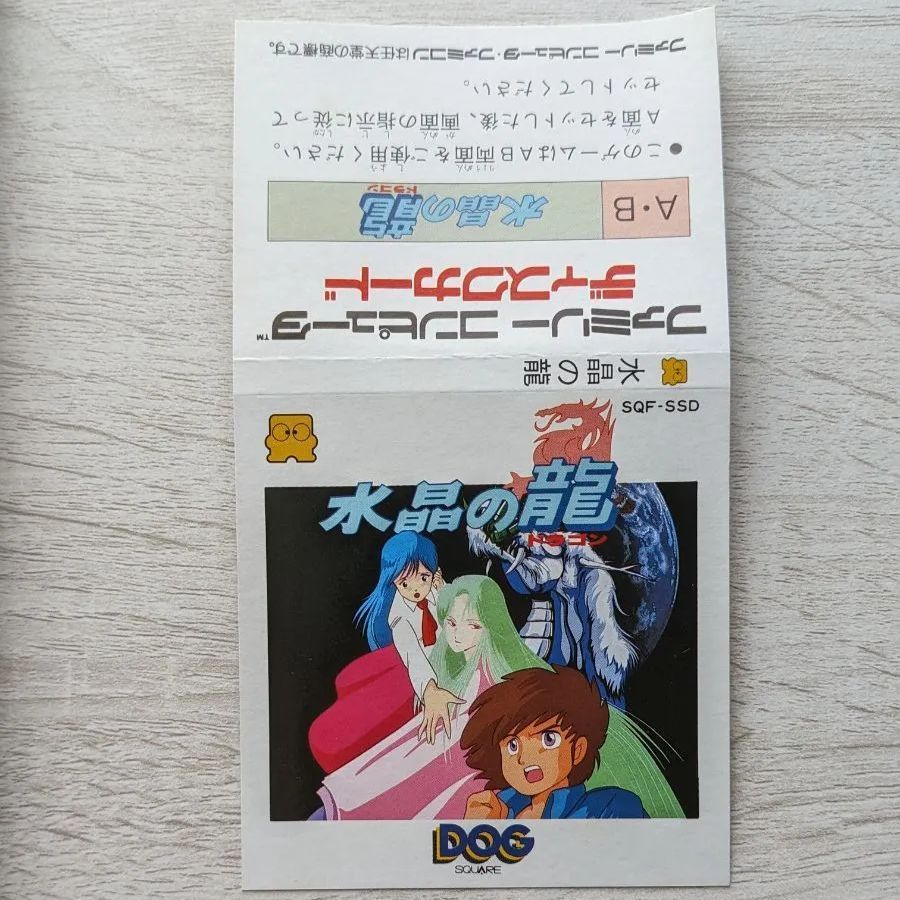 ファミリー コンピュータ™
ディスクカード
A・B 水晶の龍
ドラゴン
●このゲームはAB両面をご使用ください。
A面をセットした後、画面の指示に従って
セットしてください。
ファミリー コンピュータ・ファミコンは任天堂の商標です。
水晶の龍
SQF-SSD
水晶の龍
ドラゴン
DOG
SQUARE